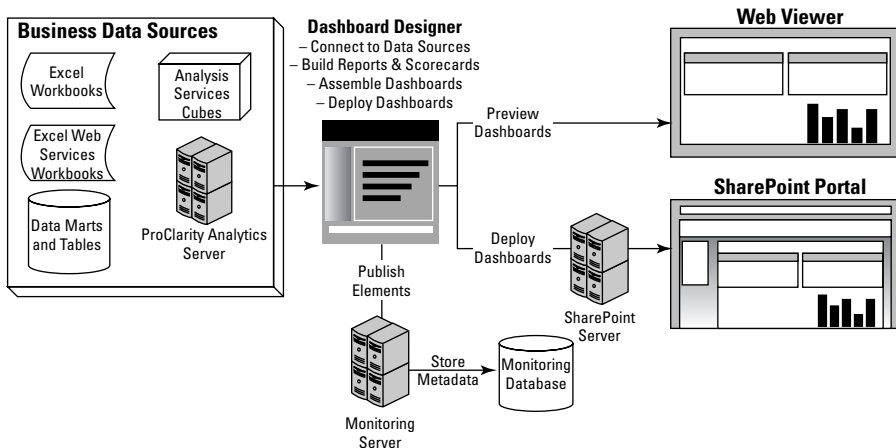 Business Data Sources
Excel
Workbooks
Analysis
Services
Cubes
Excel Web
Services
Workbooks
Data Marts
and Tables
ProClarity Analytics
Server
Dashboard Designer
– Connect to Data Sources
– Build Reports & Scorecards
– Assemble Dashboards
– Deploy Dashboards
Publish
Elements
Monitoring
Server
Store
Metadata
Monitoring
Database
Preview
Dashboards
Web Viewer
Deploy
Dashboards
SharePoint
Server
SharePoint Portal